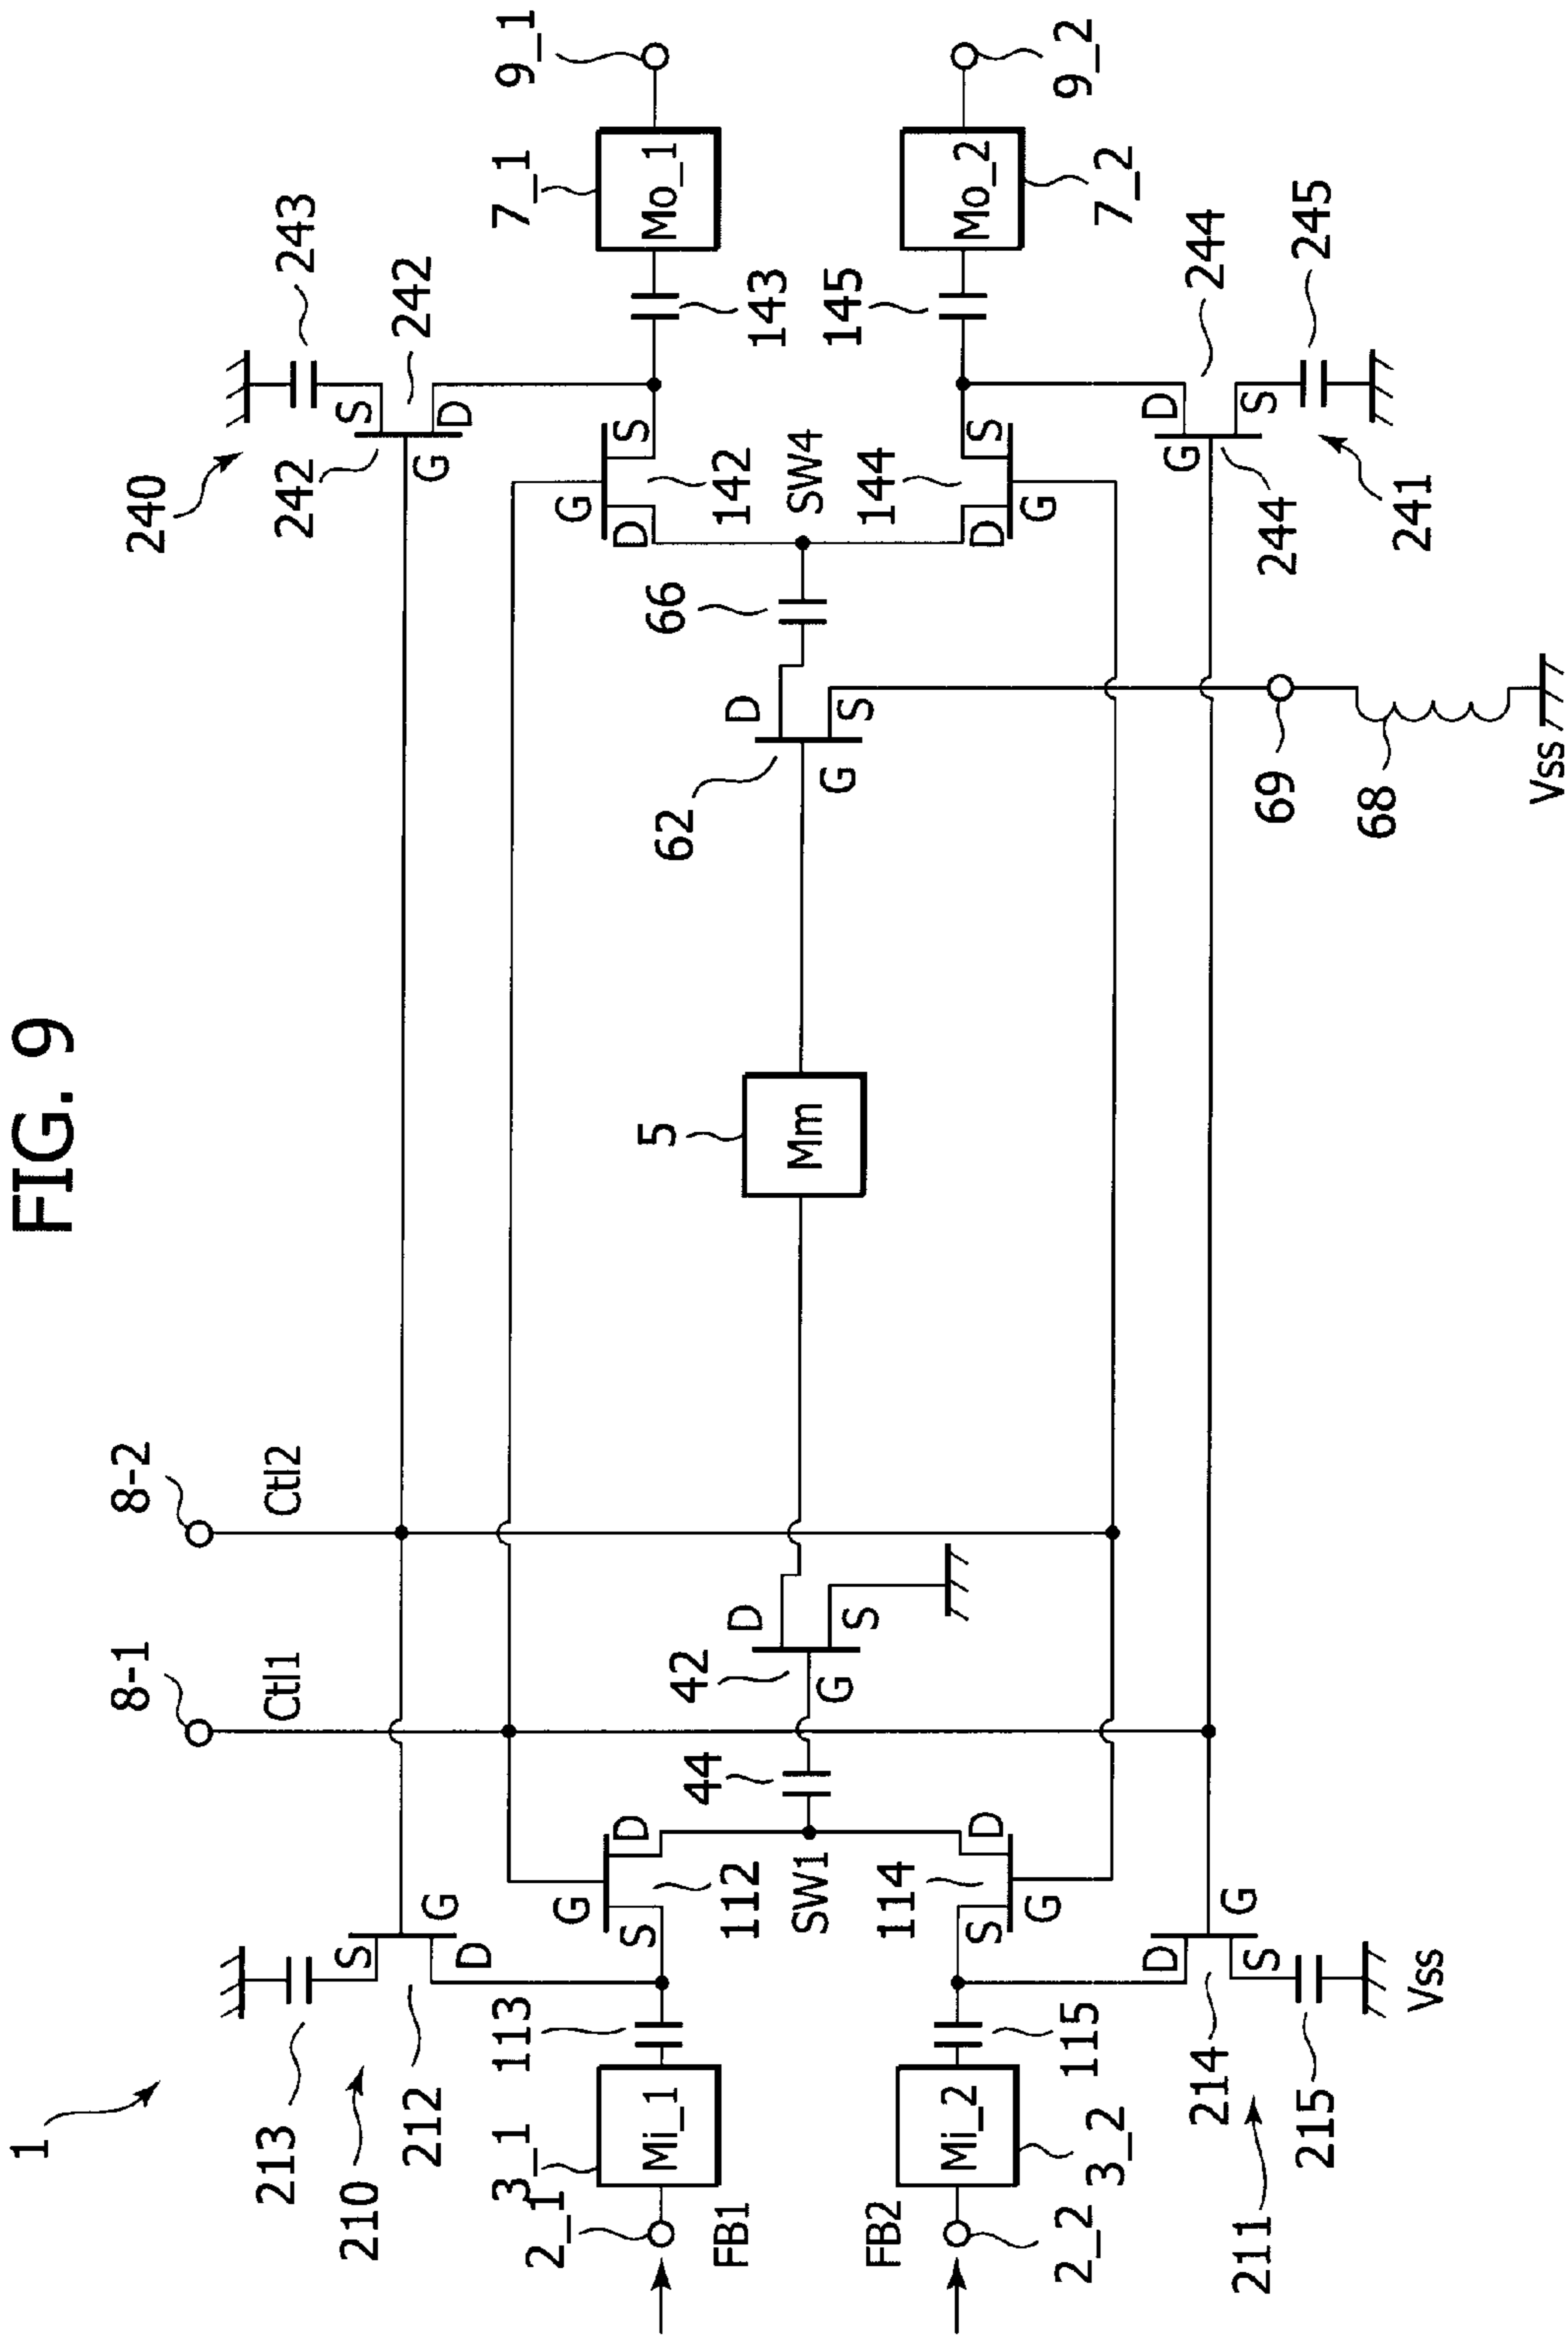 FIG. 9
1
8-1
8-2
240
213
Ctl1
Ctl2
242
243
S
S
210
212
G
G
242
D
D
3_1
113
7_1
9_1
2_1
G
G
S
D
D
S
Mi_1
Mo_1
5
62
66
44
42
FB1
112
D
D
142
143
SW1
Mm
SW4
G
S
G
S
FB2
114
144
145
S
D
D
S
Mi_2
Mo_2
G
G
2_2
3_2
115
7_2
9_2
D
D
214
G
G
244
211
S
S
69
244
215
245
68
241
Vss
Vss